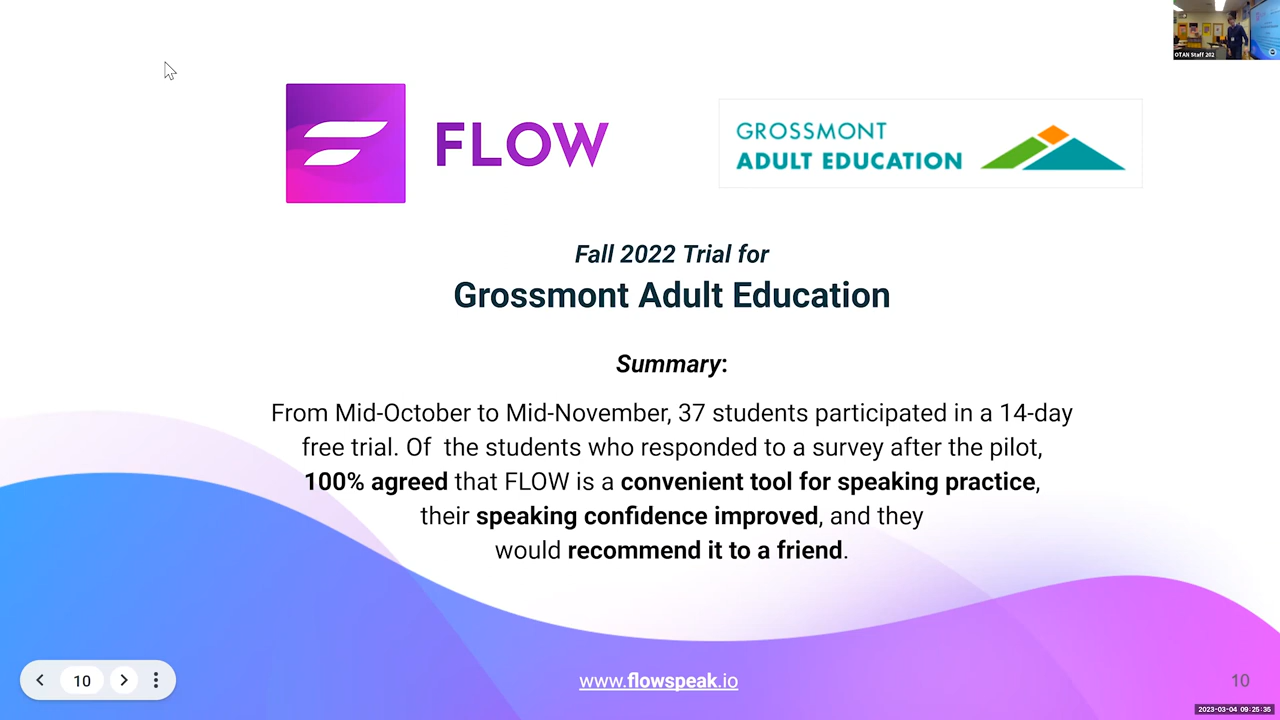 OTAN Staff 202
FLOW
GROSSMONT
ADULT EDUCATION
Fall 2022 Trial for
Grossmont Adult Education
Summary:
From Mid-October to Mid-November, 37 students participated in a 14-day
free trial. Of the students who responded to a survey after the pilot,
100% agreed that FLOW is a convenient tool for speaking practice,
their speaking confidence improved, and they
would recommend it to a friend.
10
www.flowspeak.io
10
2023-03-04 09:25:35